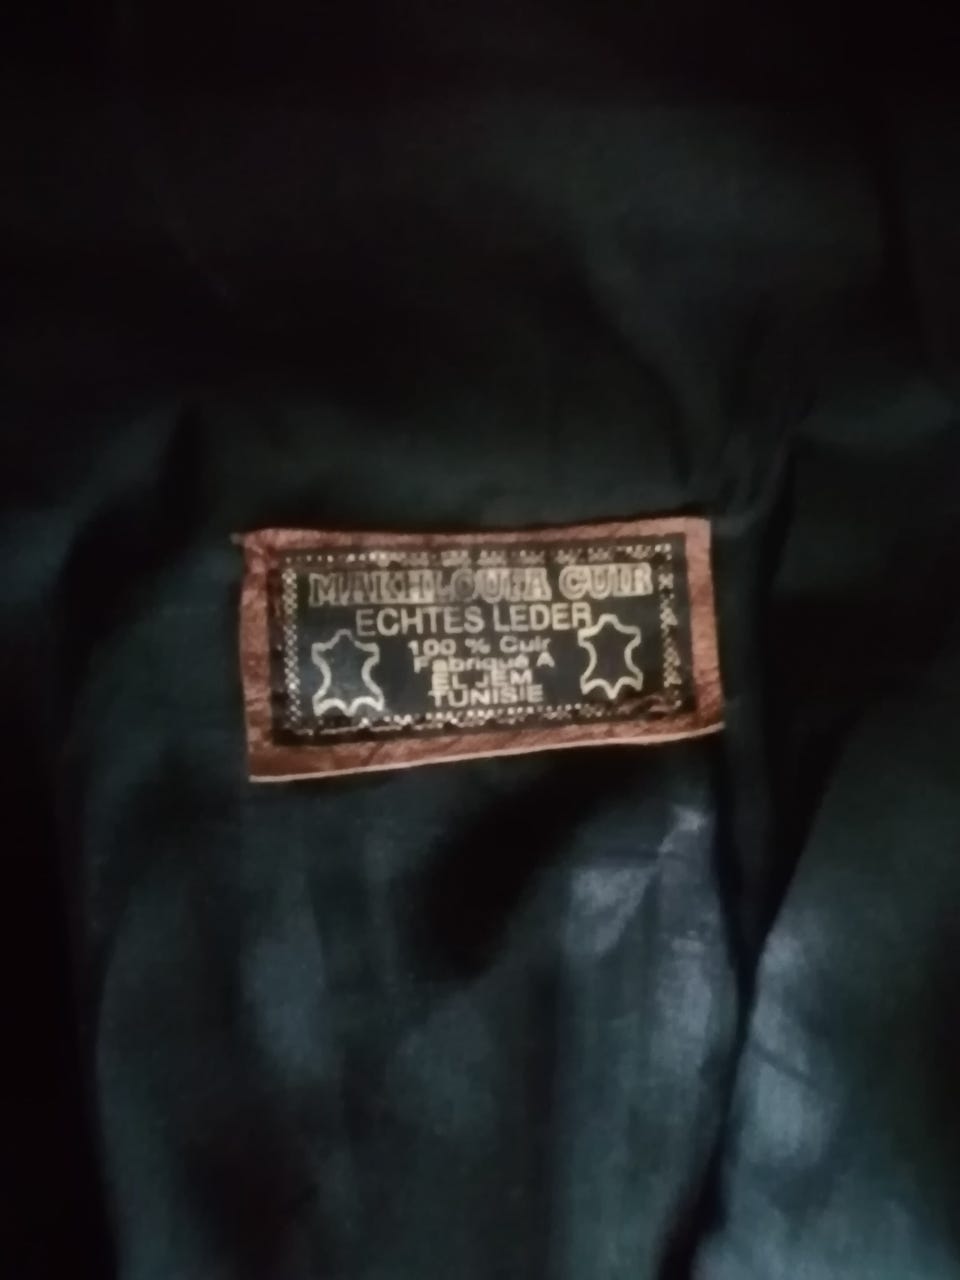 MAKHLOUFA CUIR
ECHTES LEDER
100 % Cuir
Fabriqué A
EL JEM
TUNISIE